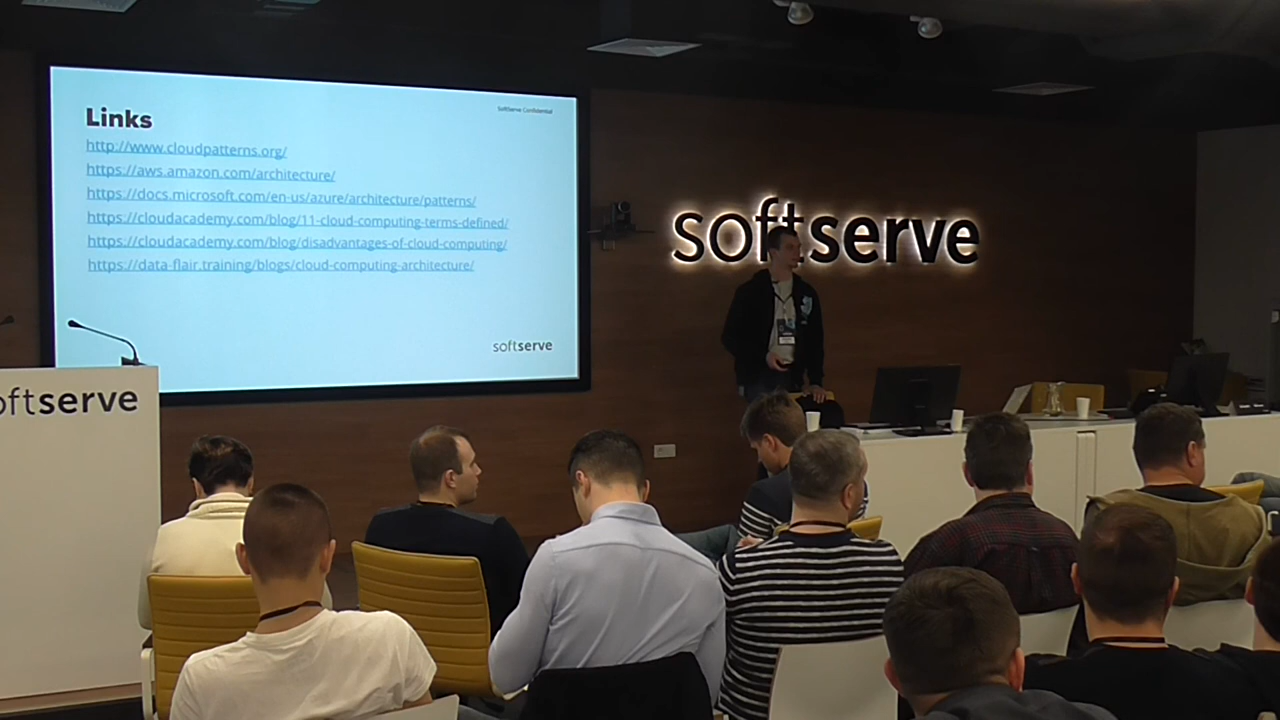 SoftServe Confidential
Links
http://www.cloudpatterns.org/
https://aws.amazon.com/architecture/
https://docs.microsoft.com/en-us/azure/architecture/patterns/
https://cloudacademy.com/blog/11-cloud-computing-terms-defined/
https://cloudacademy.com/blog/disadvantages-of-cloud-computing/
https://data-flair.training/blogs/cloud-computing-architecture/
softserve
softserve
oftserve